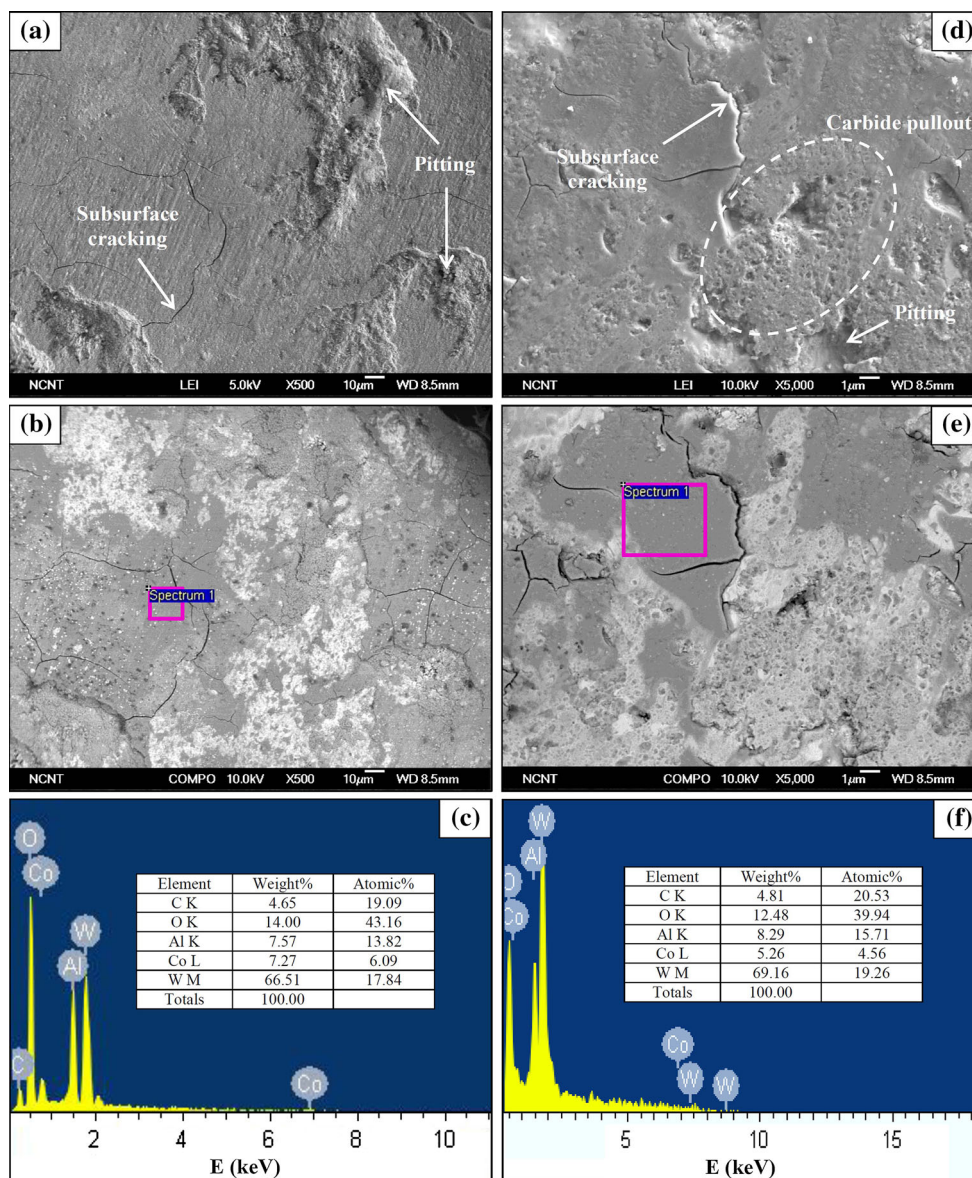 (a)
Pitting
Subsurface
cracking
NCNT LEI 5.0kV X500 10µm WD 8.5mm
(d)
Carbide pullout
Subsurface
cracking
Pitting
NCNT LEI 10.0kV X5,000 1µm WD 8.5mm
(b)
Spectrum 1
NCNT COMPO 10.0kV X500 10µm WD 8.5mm
(e)
Spectrum 1
NCNT COMPO 10.0kV X5,000 1µm WD 8.5mm
(c)
O
Co
W
Al
C
Co
Element Weight% Atomic%
C K 4.65 19.09
O K 14.00 43.16
Al K 7.57 13.82
Co L 7.27 6.09
W M 66.51 17.84
Totals 100.00
2 4 6 8 10
E (keV)
(f)
W
Al
O
Co
Co
W
W
Element Weight% Atomic%
C K 4.81 20.53
O K 12.48 39.94
Al K 8.29 15.71
Co L 5.26 4.56
W M 69.16 19.26
Totals 100.00
5 10 15
E (keV)